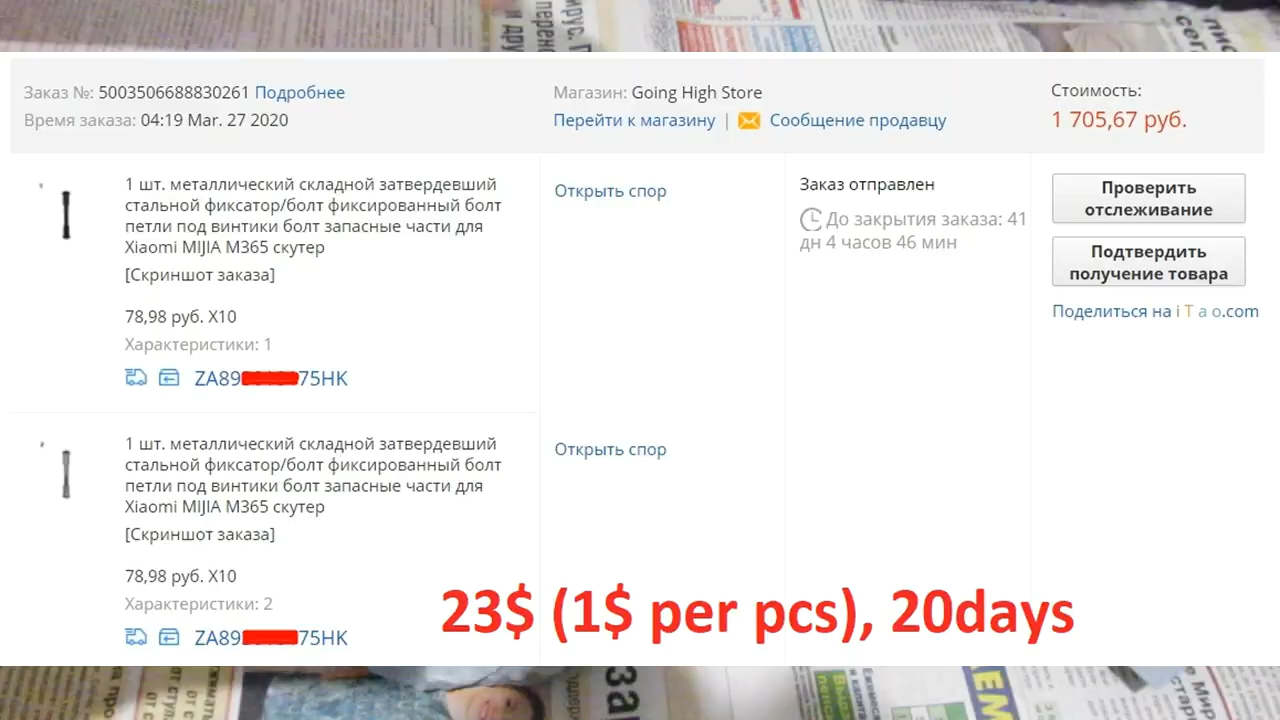 Заказ №: 5003506688830261 Подробнее
Время заказа: 04:19 Mar. 27 2020
Магазин: Going High Store
Перейти к магазину | Сообщение продавцу
Стоимость:
1 705,67 руб.
1 шт. металлический складной затвердевший
стальной фиксатор/болт фиксированный болт
петли под винтики болт запасные части для
Xiaomi MIJIA M365 скутер
[Скриншот заказа]
78,98 руб. X10
Характеристики: 1
ZA89 75HK
Открыть спор
Заказ отправлен
До закрытия заказа: 41
дн 4 часов 46 мин
Проверить
отслеживание
Подтвердить
получение товара
Поделиться на iTao.com
1 шт. металлический складной затвердевший
стальной фиксатор/болт фиксированный болт
петли под винтики болт запасные части для
Xiaomi MIJIA M365 скутер
[Скриншот заказа]
78,98 руб. X10
Характеристики: 2
ZA89 75HK
Открыть спор
23$ (1$ per pcs), 20days